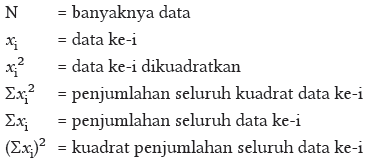 N = banyaknya data
xᵢ = data ke-i
xᵢ² = data ke-i dikuadratkan
Σxᵢ² = penjumlahan seluruh kuadrat data ke-i
Σxᵢ = penjumlahan seluruh data ke-i
(Σxᵢ)² = kuadrat penjumlahan seluruh data ke-i